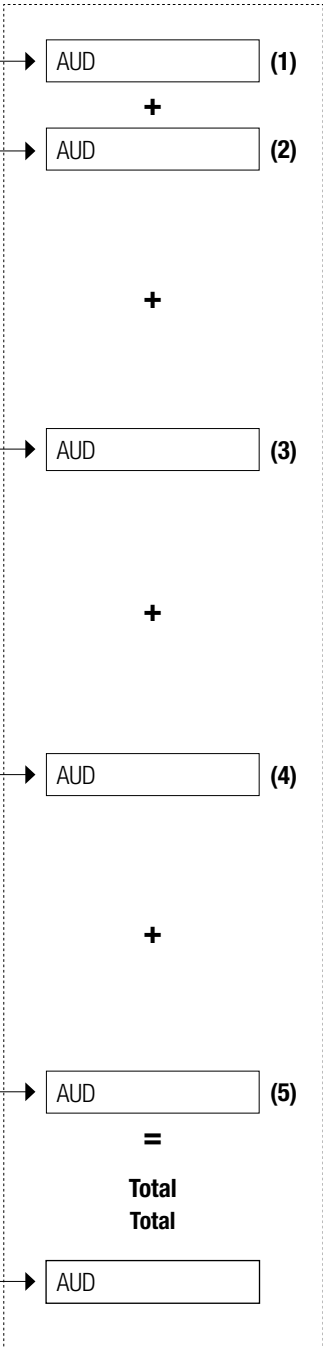 AUD (1)
+
AUD (2)
+
AUD (3)
+
AUD (4)
+
AUD (5)
=
Total
Total
AUD